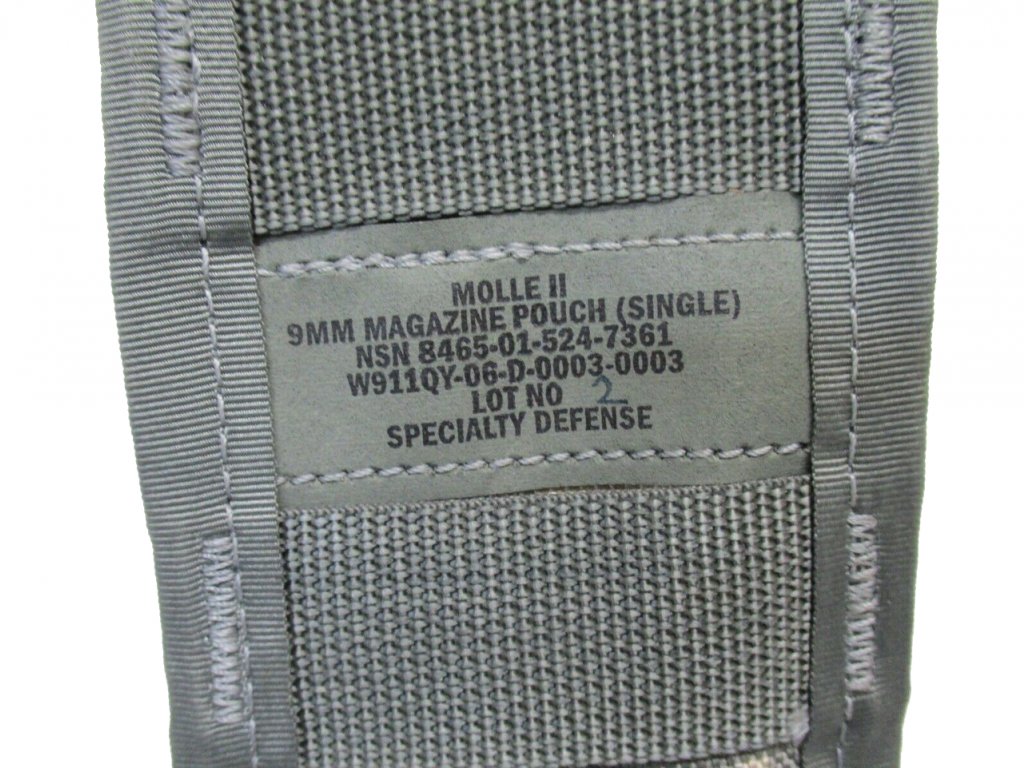 MOLLE II
9MM MAGAZINE POUCH (SINGLE)
NSN 8465-01-524-7361
W911QY-06-D-0003-0003
LOT NO 2
SPECIALTY DEFENSE